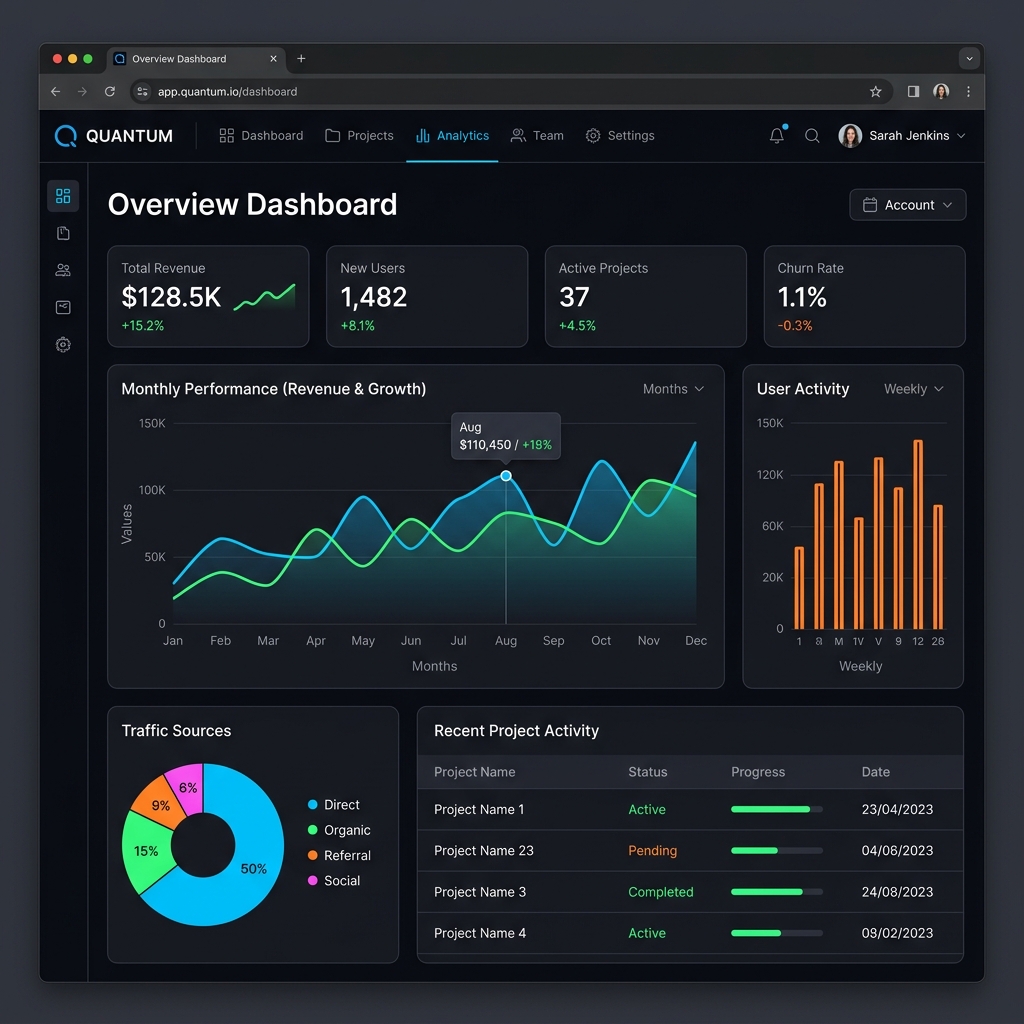 Overview Dashboard
app.quantum.io/dashboard
QUANTUM
Dashboard
Projects
Analytics
Team
Settings
Sarah Jenkins
Overview Dashboard
Account
Total Revenue
$128.5K
+15.2%
New Users
1,482
+8.1%
Active Projects
37
+4.5%
Churn Rate
1.1%
-0.3%
Monthly Performance (Revenue & Growth)
Months
150K
100K
50K
0
Values
Aug
$110,450 / +19%
Jan Feb Mar Apr May Jun Jul Aug Sep Oct Nov Dec
Months
User Activity
Weekly
150K
120K
60K
20K
0
1 M V 9 12 26
Weekly
Traffic Sources
6%
9%
15%
50%
Direct
Organic
Referral
Social
Recent Project Activity
Project Name Status Progress Date
Project Name 1 Active 23/04/2023
Project Name 23 Pending 04/06/2023
Project Name 3 Completed 24/08/2023
Project Name 4 Active 09/02/2023